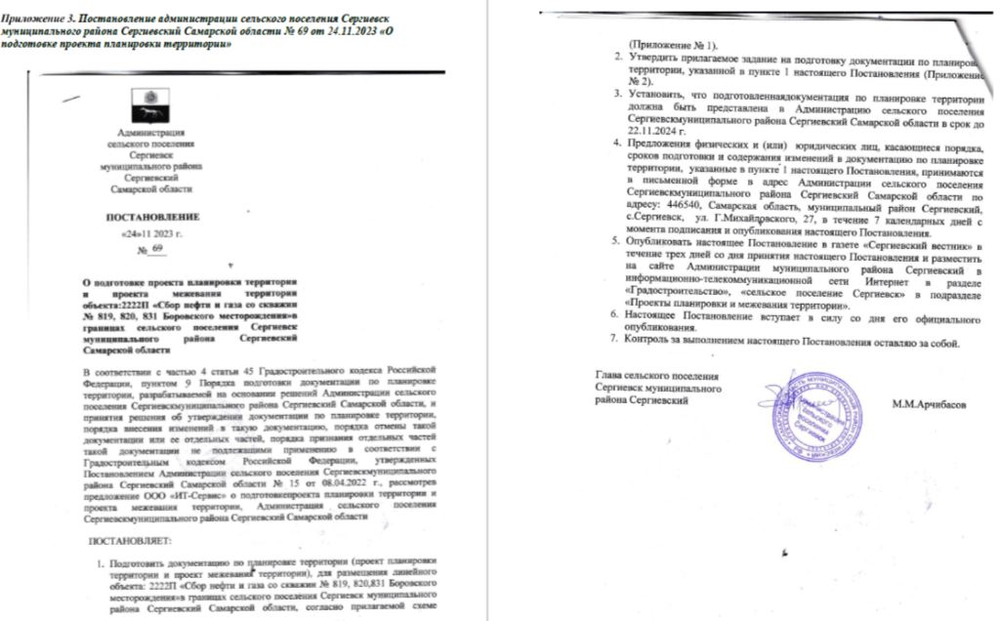 Приложение 3. Постановление администрации сельского поселения Сергиевск
муниципального района Сергиевский Самарской области № 69 от 24.11.2023 «О
подготовке проекта планировки территории»
Администрация
сельского поселения
Сергиевск
муниципального района
Сергиевский
Самарской области
ПОСТАНОВЛЕНИЕ
«24»11 2023 г.
№ 69
О подготовке проекта планировки территории
и проекта межевания территории
объекта:2222П «Сбор нефти и газа со скважин
№ 819, 820, 831 Боровского месторождения»в
границах сельского поселения Сергиевск
муниципального района Сергиевский
Самарской области
В соответствии с частью 4 статьи 45 Градостроительного кодекса Российской
Федерации, пунктом 9 Порядка подготовки документации по планировке
территории, разрабатываемой на основании решений Администрации сельского
поселения Сергиевскмуниципального района Сергиевский Самарской области, и
принятия решения об утверждении документации по планировке территории,
порядка внесения изменений в такую документацию, порядка отмены такой
документации или ее отдельных частей, порядка признания отдельных частей
такой документации не подлежащими применению в соответствии с
Градостроительным кодексом Российской Федерации, утвержденных
Постановлением Администрации сельского поселения Сергиевскмуниципального
района Сергиевский Самарской области № 15 от 08.04.2022 г., рассмотрев
предложение ООО «ИТ-Сервис» о подготовкепроекта планировки территории и
проекта межевания территории, Администрация сельского поселения
Сергиевскмуниципального района Сергиевский Самарской области
ПОСТАНОВЛЯЕТ:
1. Подготовить документацию по планировке территории (проект планировки
территории и проект межевания территории), для размещения линейного
объекта: 2222П «Сбор нефти и газа со скважин № 819, 820,831 Боровского
месторождения»в границах сельского поселения Сергиевск муниципального
района Сергиевский Самарской области, согласно прилагаемой схеме
(Приложение № 1).
2. Утвердить прилагаемое задание на подготовку документации по планировке
территории, указанной в пункте 1 настоящего Постановления (Приложение
№ 2).
3. Установить, что подготовленнаядокументация по планировке территории
должна быть представлена в Администрацию сельского поселения
Сергиевскмуниципального района Сергиевский Самарской области в срок до
22.11.2024 г.
4. Предложения физических и (или) юридических лиц, касающиеся порядка,
сроков подготовки и содержания изменений в документацию по планировке
территории, указанные в пункте 1 настоящего Постановления, принимаются
в письменной форме в адрес Администрации сельского поселения
Сергиевскмуниципального района Сергиевский Самарской области по
адресу: 446540, Самарская область, муниципальный район Сергиевский,
с.Сергиевск, ул. Г.Михайловского, 27, в течение 7 календарных дней с
момента подписания и опубликования настоящего Постановления.
5. Опубликовать настоящее Постановление в газете «Сергиевский вестник» в
течение трех дней со дня принятия настоящего Постановления и разместить
на сайте Администрации муниципального района Сергиевский в
информационно-телекоммуникационной сети Интернет в разделе
«Градостроительство», «сельское поселение Сергиевск» в подразделе
«Проекты планировки и межевания территории».
6. Настоящее Постановление вступает в силу со дня его официального
опубликования.
7. Контроль за выполнением настоящего Постановления оставляю за собой.
Глава сельского поселения
Сергиевск муниципального
района Сергиевский
М.М.Арчибасов
Администрация
сельского
поселения
Сергиевск